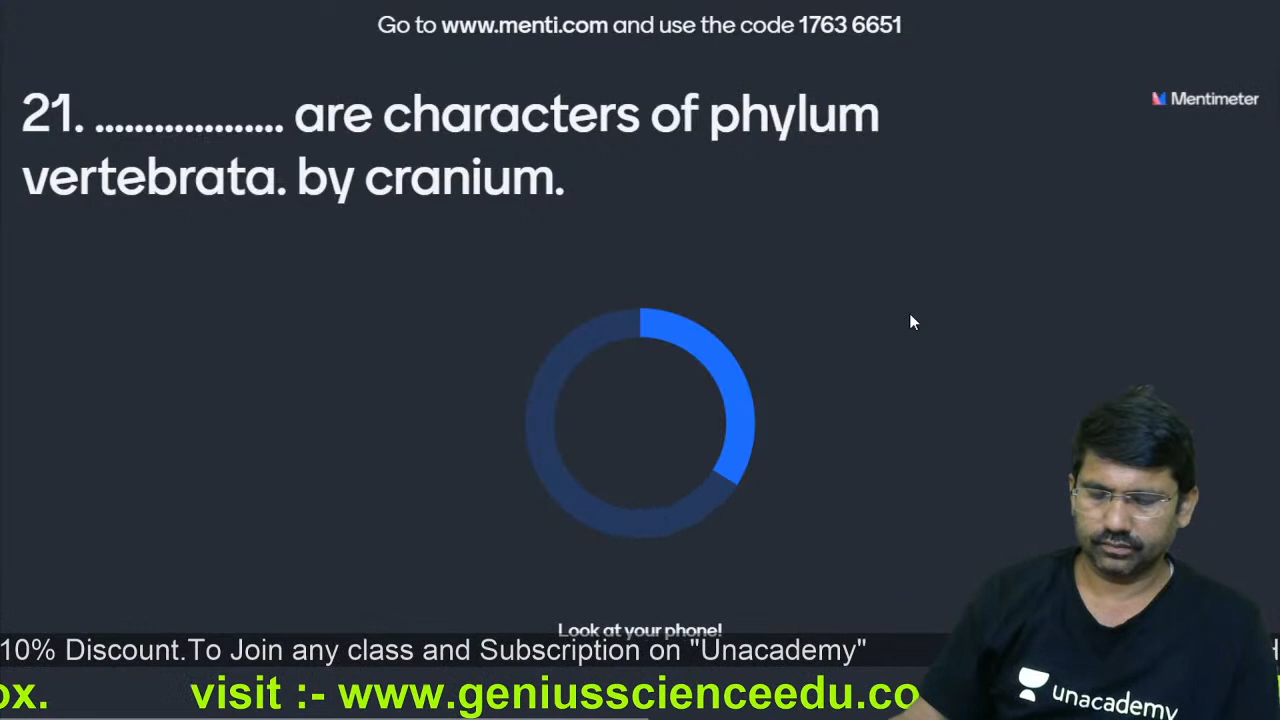 Go to www.menti.com and use the code 1763 6651
Mentimeter
21. ................... are characters of phylum
vertebrata. by cranium.
Look at your phone!
10% Discount.To Join any class and Subscription on "Unacademy"
ox. visit :- www.geniusscienceedu.co
unacademy